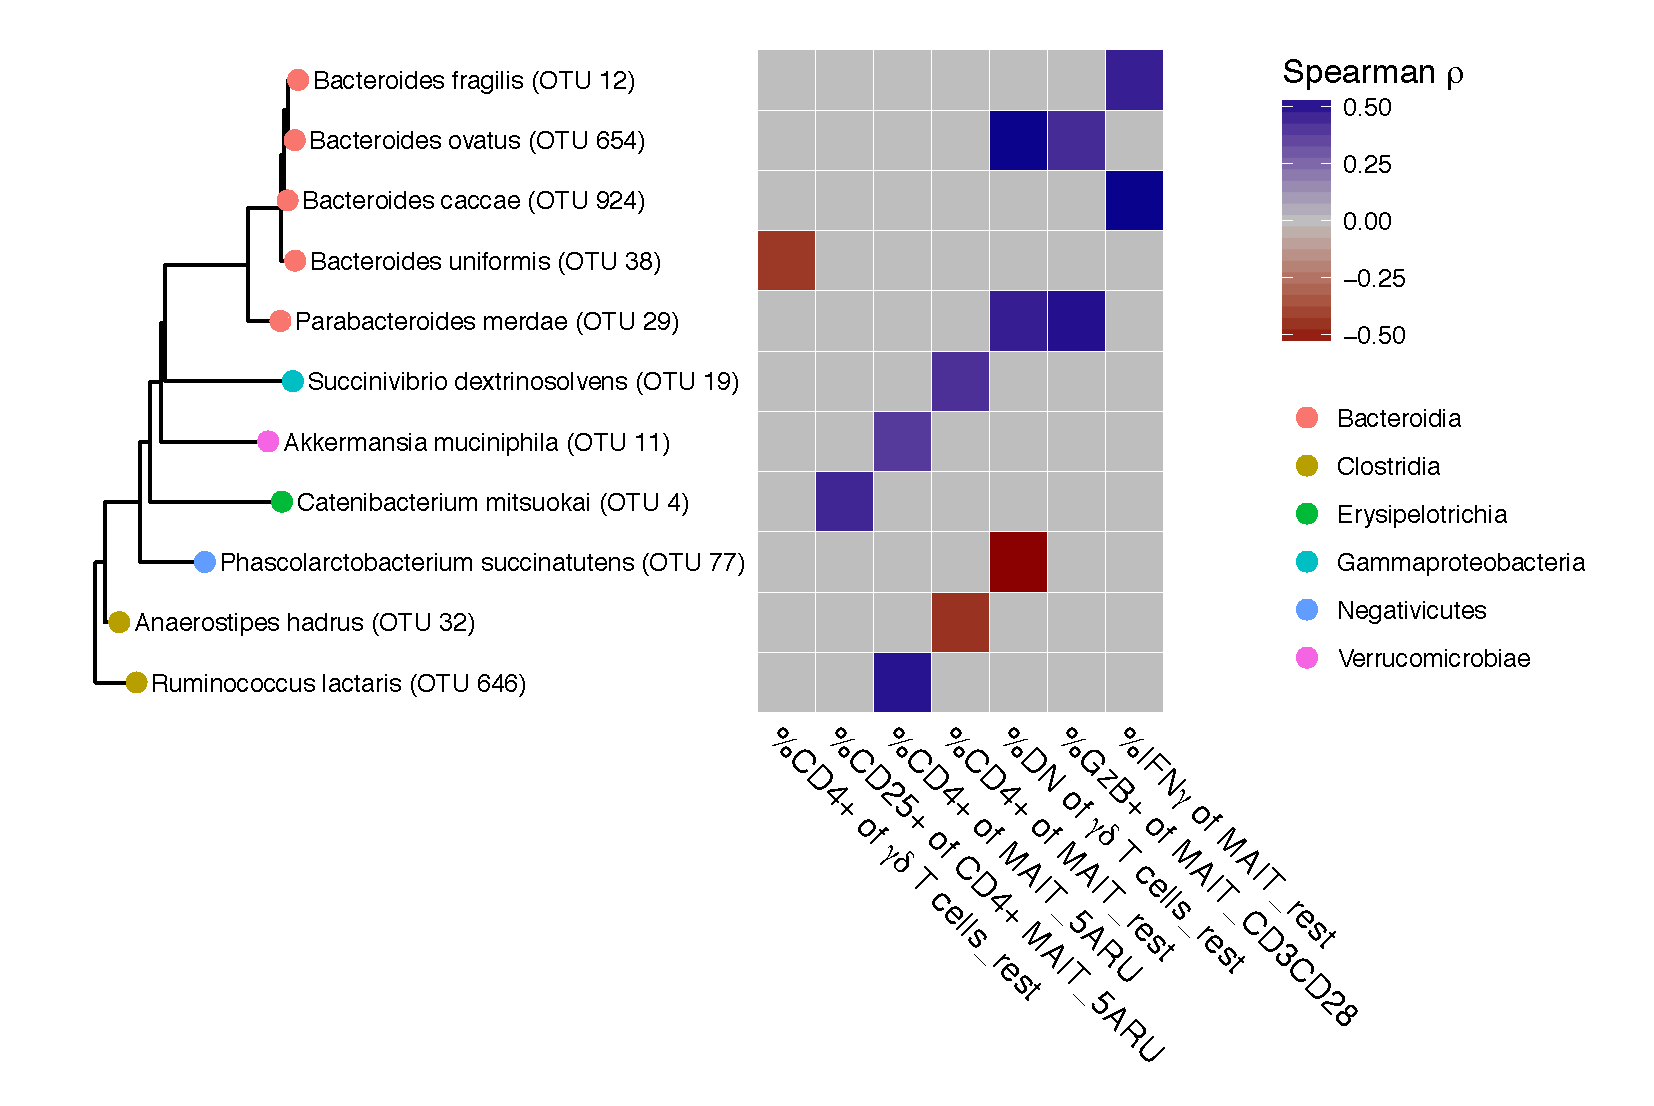 Bacteroides fragilis (OTU 12)
Bacteroides ovatus (OTU 654)
Bacteroides caccae (OTU 924)
Bacteroides uniformis (OTU 38)
Parabacteroides merdae (OTU 29)
Succinivibrio dextrinosolvens (OTU 19)
Akkermansia muciniphila (OTU 11)
Catenibacterium mitsuokai (OTU 4)
Phascolarctobacterium succinatutens (OTU 77)
Anaerostipes hadrus (OTU 32)
Ruminococcus lactaris (OTU 646)
%CD4+ of γδ T cells_rest
%CD25+ of CD4+ MAIT_5ARU
%CD4+ of MAIT_5ARU
%CD4+ of MAIT_rest
%DN of γδ T cells_rest
%GzB+ of MAIT_CD3CD28
%IFNγ of MAIT_rest
Spearman ρ
0.50
0.25
0.00
−0.25
−0.50
Bacteroidia
Clostridia
Erysipelotrichia
Gammaproteobacteria
Negativicutes
Verrucomicrobiae